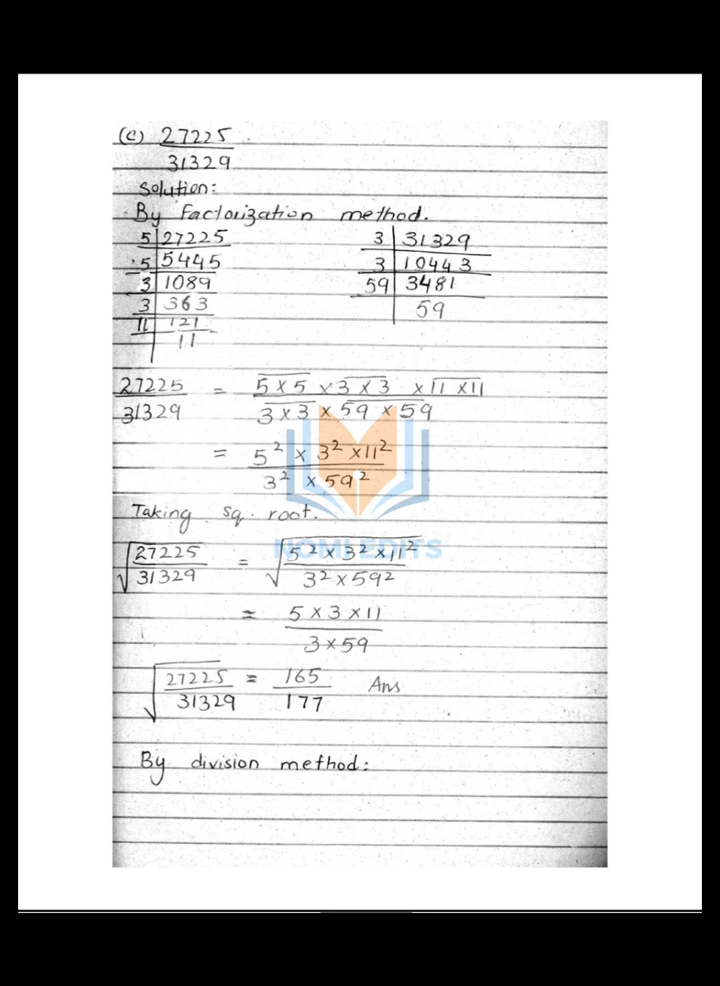 (c) 27225
31329
Solution:
By Factorization method.
5 | 27225
5 | 5445
3 | 1089
3 | 363
11 | 121
11
3 | 31329
3 | 10443
59 | 3481
59
27225/31329 = 5 × 5 × 3 × 3 × 11 × 11 / 3 × 3 × 59 × 59
= 5² × 3² × 11² / 3² × 59²
Taking sq. root.
√27225/31329 = √5² × 3² × 11² / 3² × 59²
= 5 × 3 × 11 / 3 × 59
√27225/31329 = 165/177 Ans
By division method:
NOMI EDITS